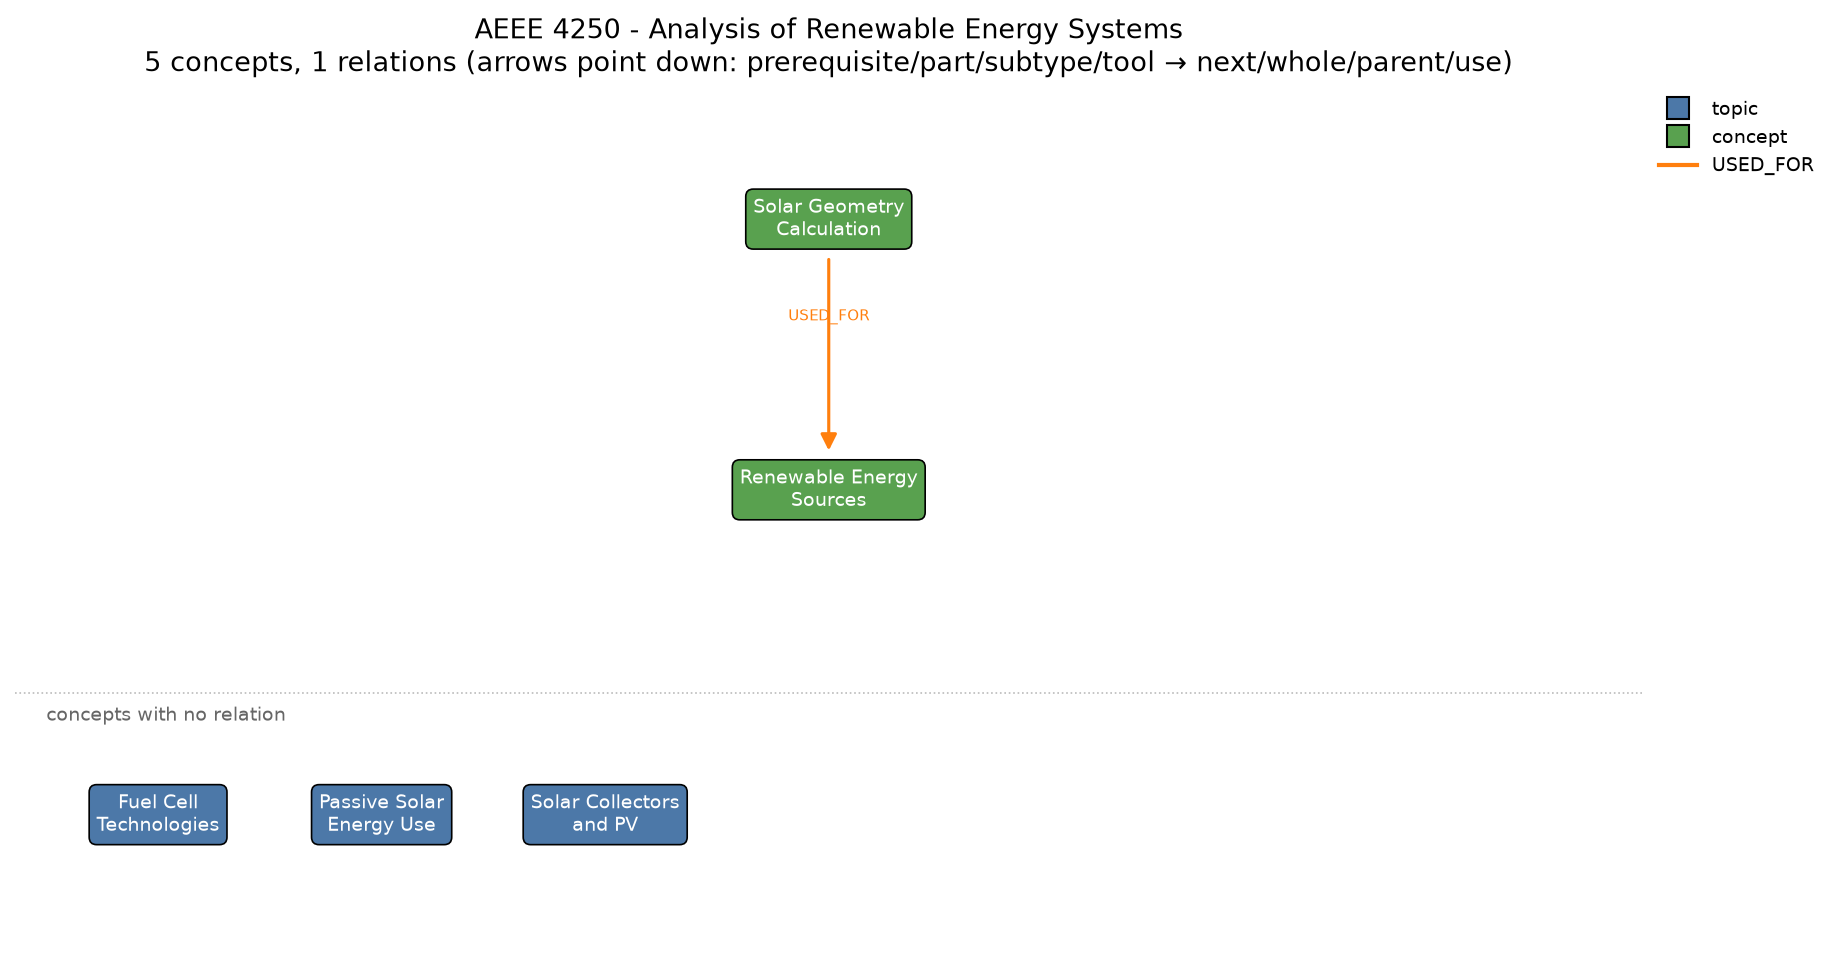 AEEE 4250 - Analysis of Renewable Energy Systems
5 concepts, 1 relations (arrows point down: prerequisite/part/subtype/tool → next/whole/parent/use)
topic
concept
USED_FOR
Solar Geometry
Calculation
USED_FOR
Renewable Energy
Sources
concepts with no relation
Fuel Cell
Technologies
Passive Solar
Energy Use
Solar Collectors
and PV